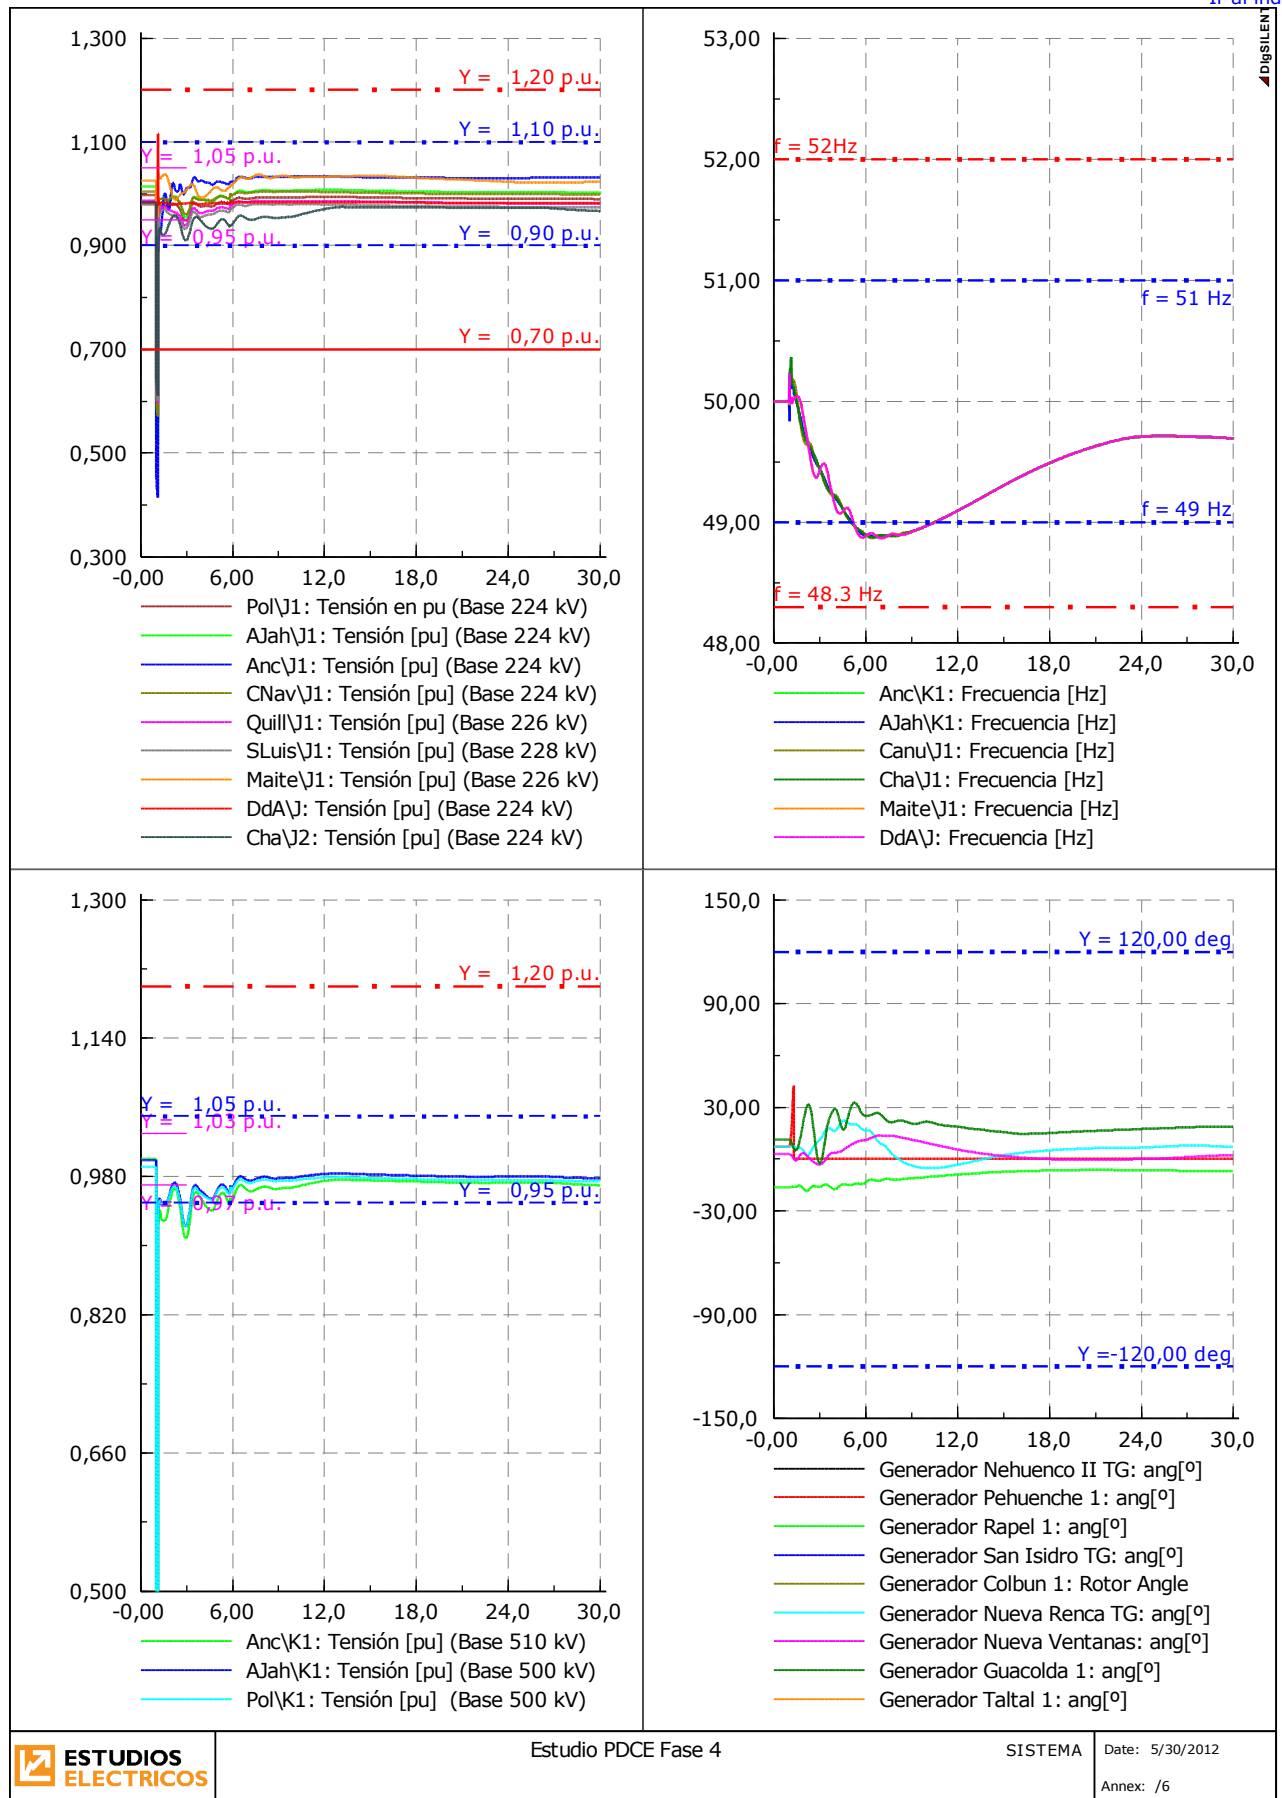 DIgSILENT
1,300
1,100
0,900
0,700
0,500
0,300
Y = 1,20 p.u.
Y = 1,10 p.u.
Y = 1,05 p.u.
Y = 0,95 p.u.
Y = 0,90 p.u.
Y = 0,70 p.u.
-0,00 6,00 12,0 18,0 24,0 30,0
Pol\J1: Tensión en pu (Base 224 kV)
AJah\J1: Tensión [pu] (Base 224 kV)
Anc\J1: Tensión [pu] (Base 224 kV)
CNav\J1: Tensión [pu] (Base 224 kV)
Quill\J1: Tensión [pu] (Base 226 kV)
SLuis\J1: Tensión [pu] (Base 228 kV)
Maite\J1: Tensión [pu] (Base 226 kV)
DdA\J: Tensión [pu] (Base 224 kV)
Cha\J2: Tensión [pu] (Base 224 kV)
53,00
52,00
51,00
50,00
49,00
48,00
f = 52Hz
f = 51 Hz
f = 49 Hz
f = 48.3 Hz
-0,00 6,00 12,0 18,0 24,0 30,0
Anc\K1: Frecuencia [Hz]
AJah\K1: Frecuencia [Hz]
Canu\J1: Frecuencia [Hz]
Cha\J1: Frecuencia [Hz]
Maite\J1: Frecuencia [Hz]
DdA\J: Frecuencia [Hz]
1,300
1,140
0,980
0,820
0,660
0,500
Y = 1,20 p.u.
Y = 1,05 p.u.
Y = 1,03 p.u.
Y = 0,95 p.u.
Y = 0,97 p.u.
-0,00 6,00 12,0 18,0 24,0 30,0
Anc\K1: Tensión [pu] (Base 510 kV)
AJah\K1: Tensión [pu] (Base 500 kV)
Pol\K1: Tensión [pu] (Base 500 kV)
150,0
90,00
30,00
-30,00
-90,00
-150,0
Y = 120,00 deg
Y =-120,00 deg
-0,00 6,00 12,0 18,0 24,0 30,0
Generador Nehuenco II TG: ang[º]
Generador Pehuenche 1: ang[º]
Generador Rapel 1: ang[º]
Generador San Isidro TG: ang[º]
Generador Colbun 1: Rotor Angle
Generador Nueva Renca TG: ang[º]
Generador Nueva Ventanas: ang[º]
Generador Guacolda 1: ang[º]
Generador Taltal 1: ang[º]
ESTUDIOS
ELECTRICOS
Estudio PDCE Fase 4
SISTEMA
Date: 5/30/2012
Annex: /6